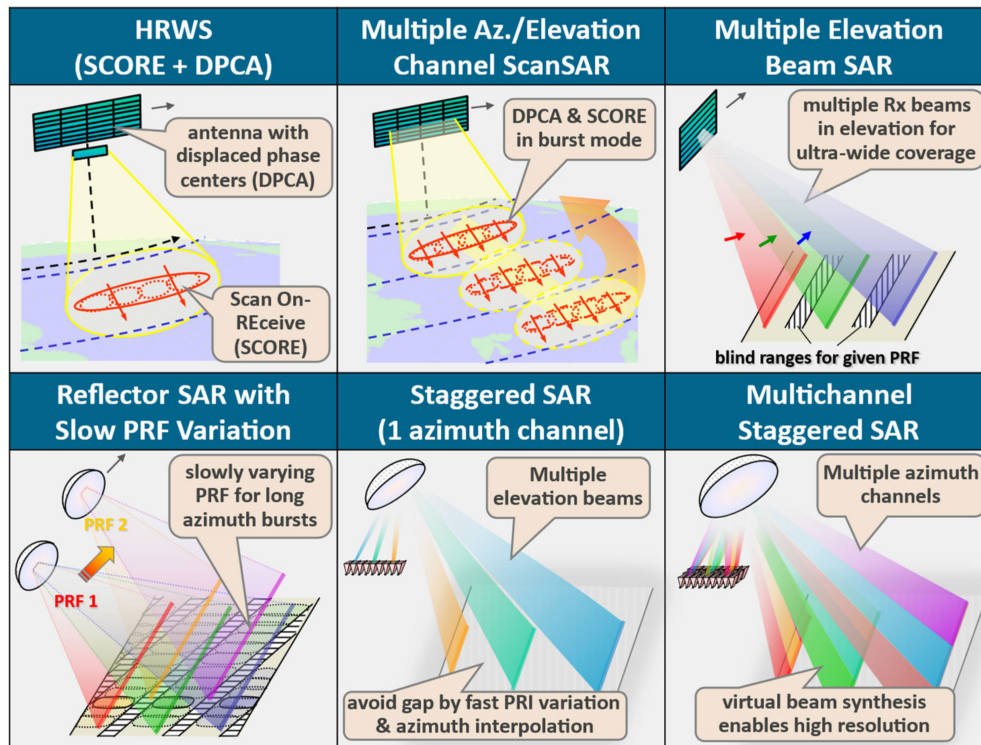 HRWS
(SCORE + DPCA)
antenna with
displaced phase
centers (DPCA)
Scan On-
REceive
(SCORE)
Multiple Az./Elevation
Channel ScanSAR
DPCA & SCORE
in burst mode
Multiple Elevation
Beam SAR
multiple Rx beams
in elevation for
ultra-wide coverage
blind ranges for given PRF
Reflector SAR with
Slow PRF Variation
slowly varying
PRF for long
azimuth bursts
PRF 2
PRF 1
Staggered SAR
(1 azimuth channel)
Multiple
elevation beams
avoid gap by fast PRI variation
& azimuth interpolation
Multichannel
Staggered SAR
Multiple azimuth
channels
virtual beam synthesis
enables high resolution